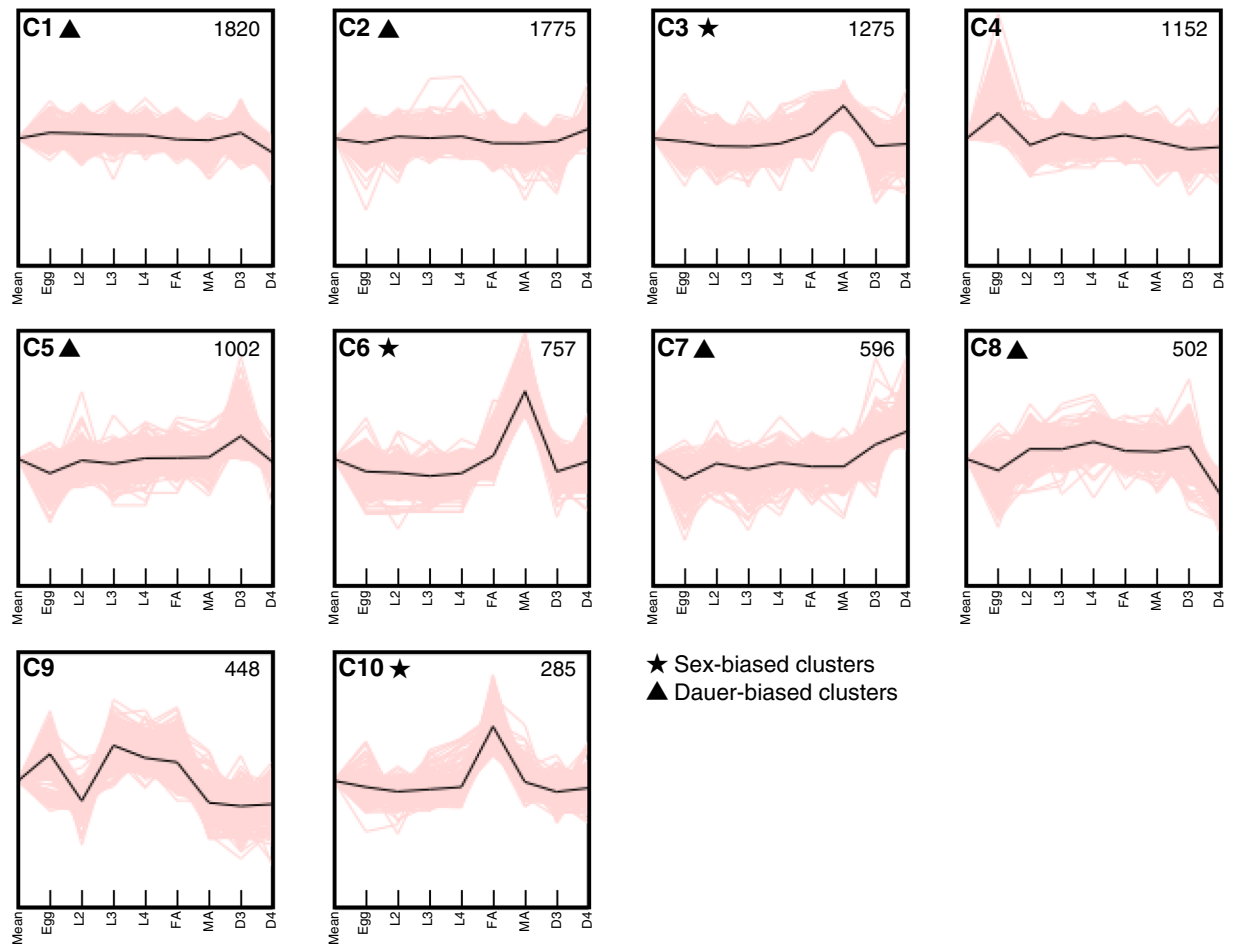 C1 ▲ 1820
C2 ▲ 1775
C3 ★ 1275
C4 1152
Mean Egg L2 L3 L4 FA MA D3 D4
Mean Egg L2 L3 L4 FA MA D3 D4
Mean Egg L2 L3 L4 FA MA D3 D4
Mean Egg L2 L3 L4 FA MA D3 D4
C5 ▲ 1002
C6 ★ 757
C7 ▲ 596
C8 ▲ 502
Mean Egg L2 L3 L4 FA MA D3 D4
Mean Egg L2 L3 L4 FA MA D3 D4
Mean Egg L2 L3 L4 FA MA D3 D4
Mean Egg L2 L3 L4 FA MA D3 D4
C9 448
C10 ★ 285
★ Sex-biased clusters
▲ Dauer-biased clusters
Mean Egg L2 L3 L4 FA MA D3 D4
Mean Egg L2 L3 L4 FA MA D3 D4